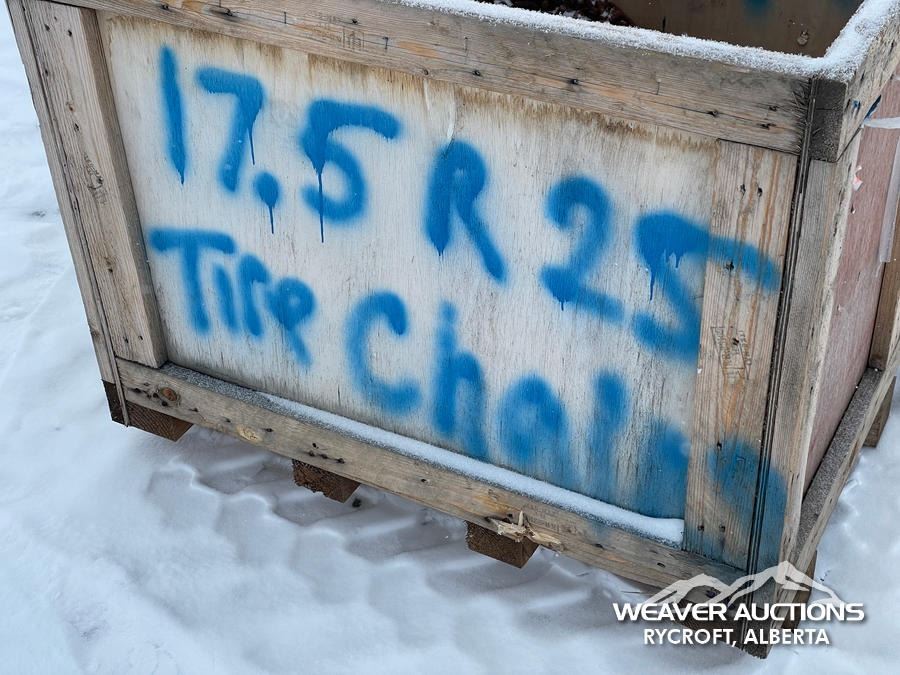 17.5 R 25
Tire Chains
WEAVER AUCTIONS
RYCROFT, ALBERTA